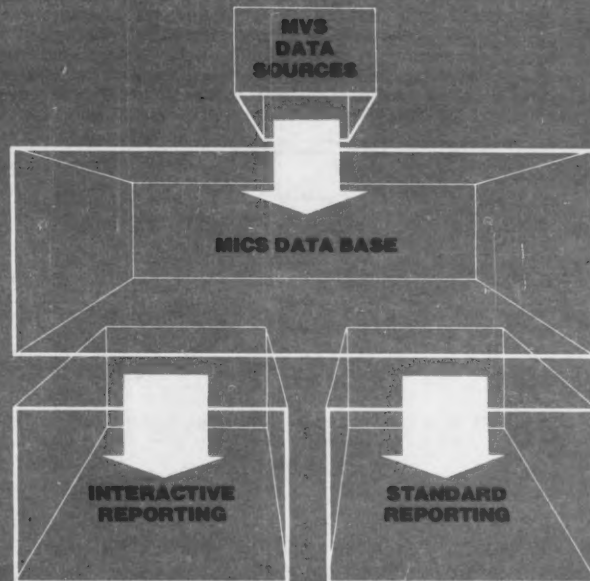 MVS
DATA
SOURCES
MICS DATA BASE
INTERACTIVE
REPORTING
STANDARD
REPORTING